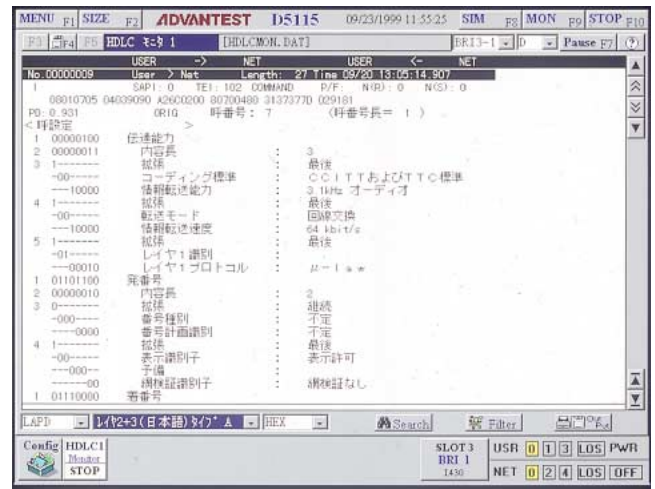 MENU F1 SIZE F2 ADVANTEST D5115 09/23/1999 11:55:25 SIM F8 MON F9 STOP F10
F3 F4 F5 HDLC モニタ 1 [HDLCMON.DAT] BRI3-1 D Pause F7
USER -> NET USER <- NET
No.00000009 User > Net Length: 27 Time 09/20 13:05:14.907
1 SAPI: 0 TEI: 102 COMMAND P/F: N(R): 0 N(S): 0
08010705 04039090 A26C0200 80700480 31373770 029181
PD: 0.931 ORIG 呼番号: 7 (呼番号長= 1 )
<呼設定 >
1 00000100 伝達能力
2 00000011 内容長 : 3
3 1------- 拡張 : 最後
-00----- コーディング標準 : CCITTおよびTTC標準
---10000 情報転送能力 : 3.1kHz オーディオ
4 1------- 拡張 : 最後
-00----- 転送モード : 回線交換
---10000 情報転送速度 : 64 kbit/s
5 1------- 拡張 : 最後
-01----- レイヤ1識別 :
---00010 レイヤ1プロトコル : μ-law
1 01101100 発番号
2 00000010 内容長 : 2
3 0------- 拡張 : 継続
-000---- 番号種別 : 不定
----0000 番号計画識別 : 不定
4 1------- 拡張 : 最後
-00----- 表示識別子 : 表示許可
---000-- 予備 :
------00 網検証識別子 : 網検証なし
1 01110000 着番号
LAPD レイヤ2+3(日本語)タイプ A HEX Search Filter
Config HDLC1 Monitor STOP SLOT3 BRI 1 I430 USR 0 1 3 LOS PWR
NET 0 2 4 LOS OFF